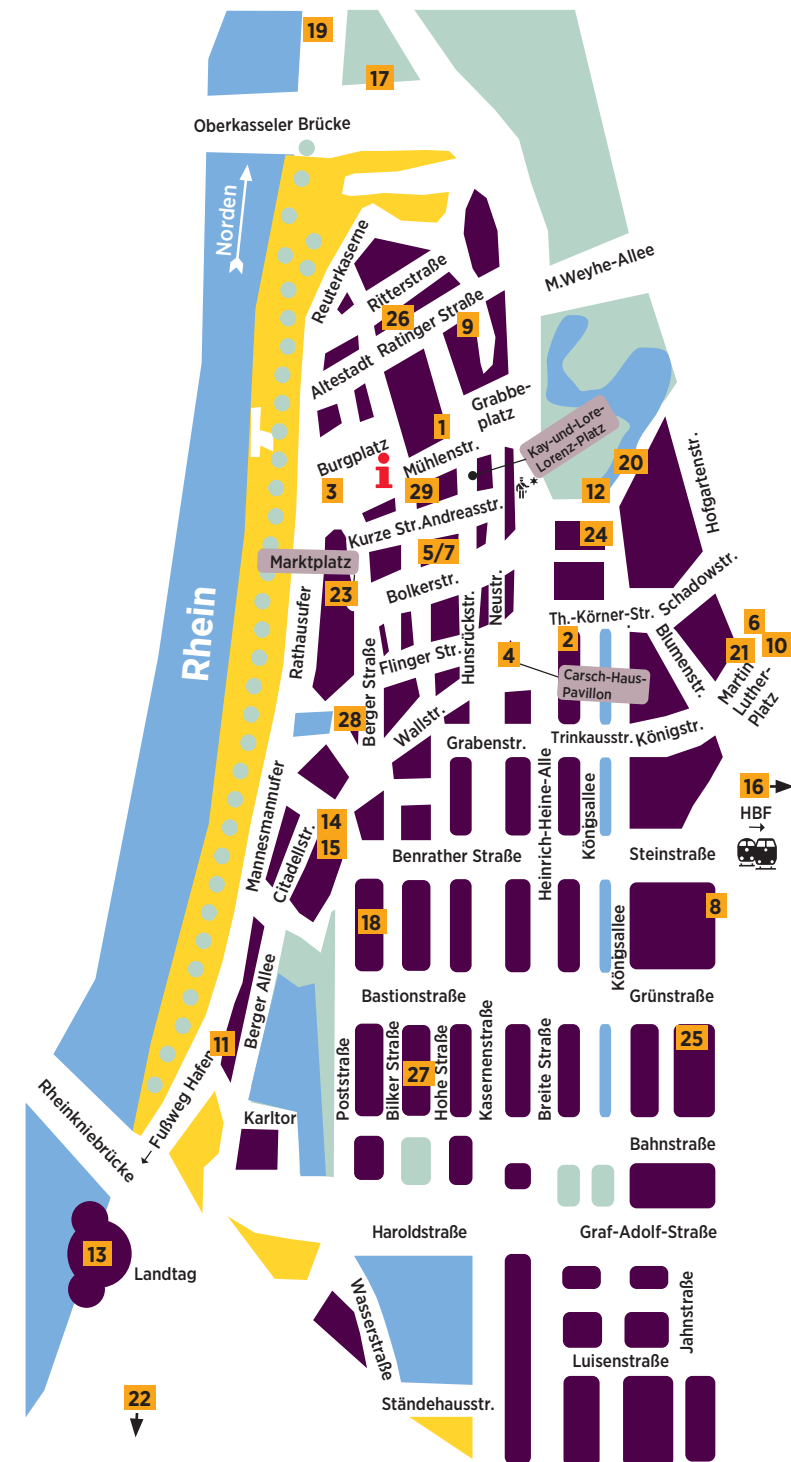 19
17
Oberkasseler Brücke
Norden
M.Weyhe-Allee
Reuterkaserne
Ritterstraße
26
Ratinger Straße
9
Altestadt
Grabbe-
platz
1
Kay-und-Lore-
Lorenz-Platz
Burgplatz
i
Mühlenstr.
20
3
29
12
Hofgartenstr.
Kurze Str.
Andreasstr.
24
5/7
Marktplatz
Bolkerstr.
23
Schadowstr.
Rhein
Rathausufer
Neustr.
Hunsrückstr.
Th.-Körner-Str.
6
2
10
21
Blumenstr.
Flinger Str.
4
Martin
Luther-
Platz
Carsch-Haus-
Pavillon
Berger Straße
28
Wallstr.
Grabenstr.
Trinkausstr.
Königstr.
Mannesmannufer
Heinrich-Heine-Alle
Königsallee
16
HBF
14
15
Citadellstr.
Benrather Straße
Steinstraße
18
8
Königsallee
Berger Allee
Bastionstraße
Grünstraße
11
25
Poststraße
Bilker Straße
27
Hohe Straße
Kasernenstraße
Breite Straße
Fußweg Hafen
Rheinkniebrücke
Karltor
Bahnstraße
Haroldstraße
Graf-Adolf-Straße
13
Landtag
Wasserstraße
Jahnstraße
Luisenstraße
22
Ständehausstr.